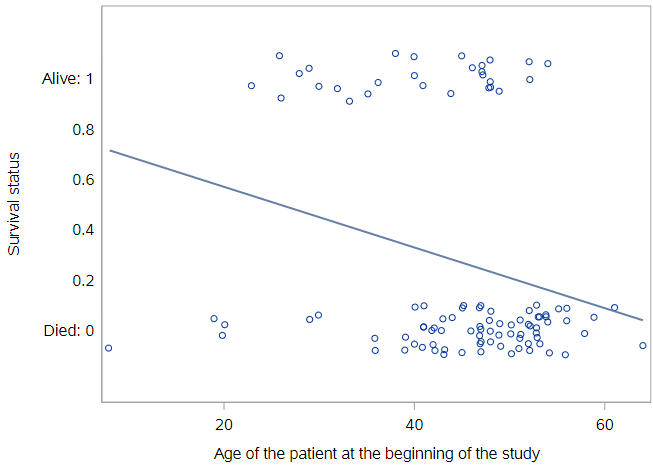 Alive: 1
0.8
0.6
0.4
0.2
Died: 0
Survival status
20
40
60
Age of the patient at the beginning of the study